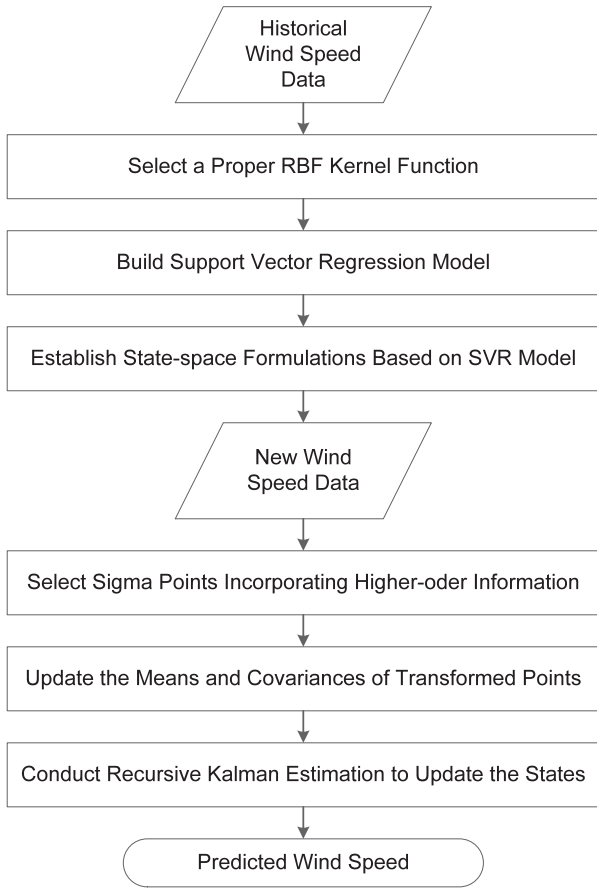 Historical
Wind Speed
Data
Select a Proper RBF Kernel Function
Build Support Vector Regression Model
Establish State-space Formulations Based on SVR Model
New Wind
Speed Data
Select Sigma Points Incorporating Higher-oder Information
Update the Means and Covariances of Transformed Points
Conduct Recursive Kalman Estimation to Update the States
Predicted Wind Speed